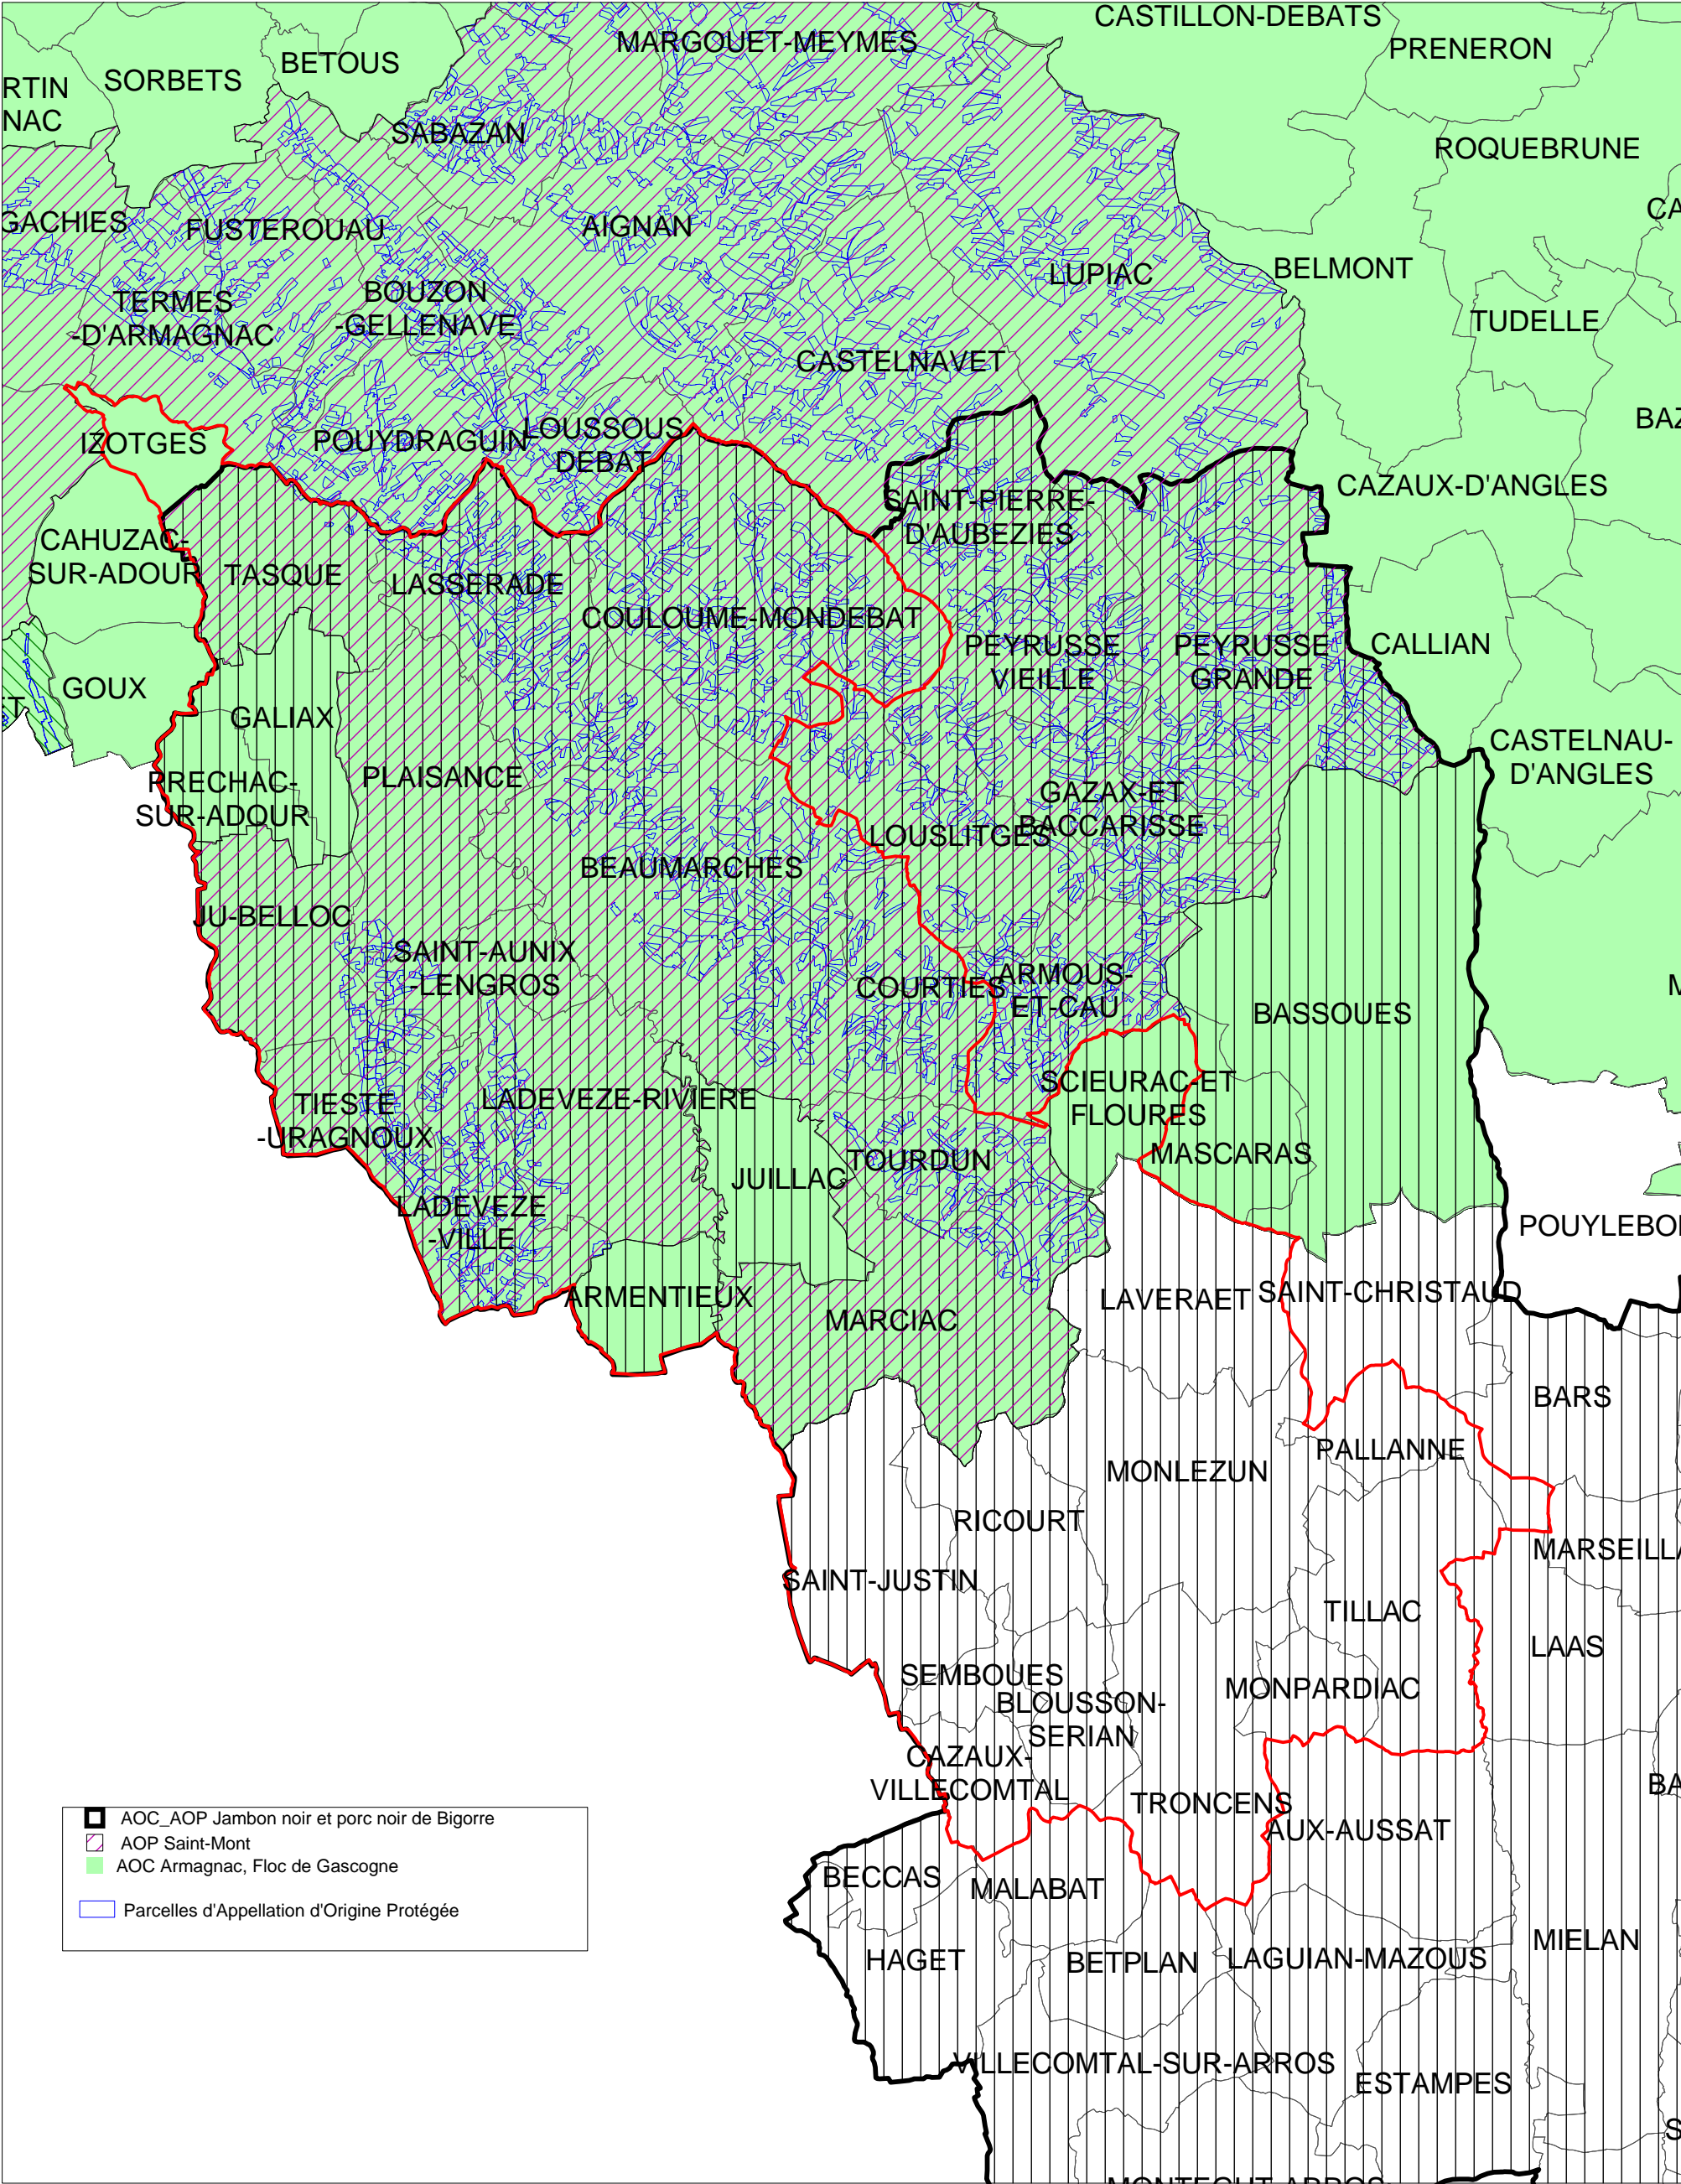 CASTILLON-DEBATS
MARGOUET-MEYMES
PRENERON
BETOUS
SORBETS
RTIN
NAC
SABAZAN
ROQUEBRUNE
CA
GACHIES
FUSTEROUAU
AIGNAN
BELMONT
LUPIAC
BOUZON
-GELLENAVE
TERMES
-D'ARMAGNAC
TUDELLE
CASTELNAVET
BAZ
IZOTGES
POUYDRAGUIN
LOUSSOUS
DEBAT
CAZAUX-D'ANGLES
SAINT-PIERRE-
D'AUBEZIES
CAHUZAC-
SUR-ADOUR
TASQUE
LASSERADE
COULOUME-MONDEBAT
PEYRUSSE
VIEILLE
PEYRUSSE
GRANDE
CALLIAN
GOUX
T
GALIAX
CASTELNAU-
D'ANGLES
PRECHAC-
SUR-ADOUR
PLAISANCE
GAZAX-ET
BACCARISSE
LOUSLITGES
BEAUMARCHES
JU-BELLOC
SAINT-AUNIX
-LENGROS
COURTIES
ARMOUS-
ET-CAU
M
BASSOUES
SCIEURAC-ET
FLOURES
TIESTE
-URAGNOUX
LADEVEZE-RIVIERE
MASCARAS
TOURDUN
JUILLAC
LADEVEZE
-VILLE
POUYLEBO
ARMENTIEUX
LAVERAET
SAINT-CHRISTAUD
MARCIAC
BARS
PALLANNE
MONLEZUN
RICOURT
MARSEILLA
SAINT-JUSTIN
TILLAC
LAAS
SEMBOUES
MONPARDIAC
BLOUSSON-
SERIAN
CAZAUX-
VILLECOMTAL
BA
TRONCENS
AUX-AUSSAT
AOC_AOP Jambon noir et porc noir de Bigorre
AOP Saint-Mont
AOC Armagnac, Floc de Gascogne
Parcelles d'Appellation d'Origine Protégée
BECCAS
MALABAT
MIELAN
HAGET
BETPLAN
LAGUIAN-MAZOUS
VILLECOMTAL-SUR-ARROS
ESTAMPES
S
MONTEGUT-ARROS